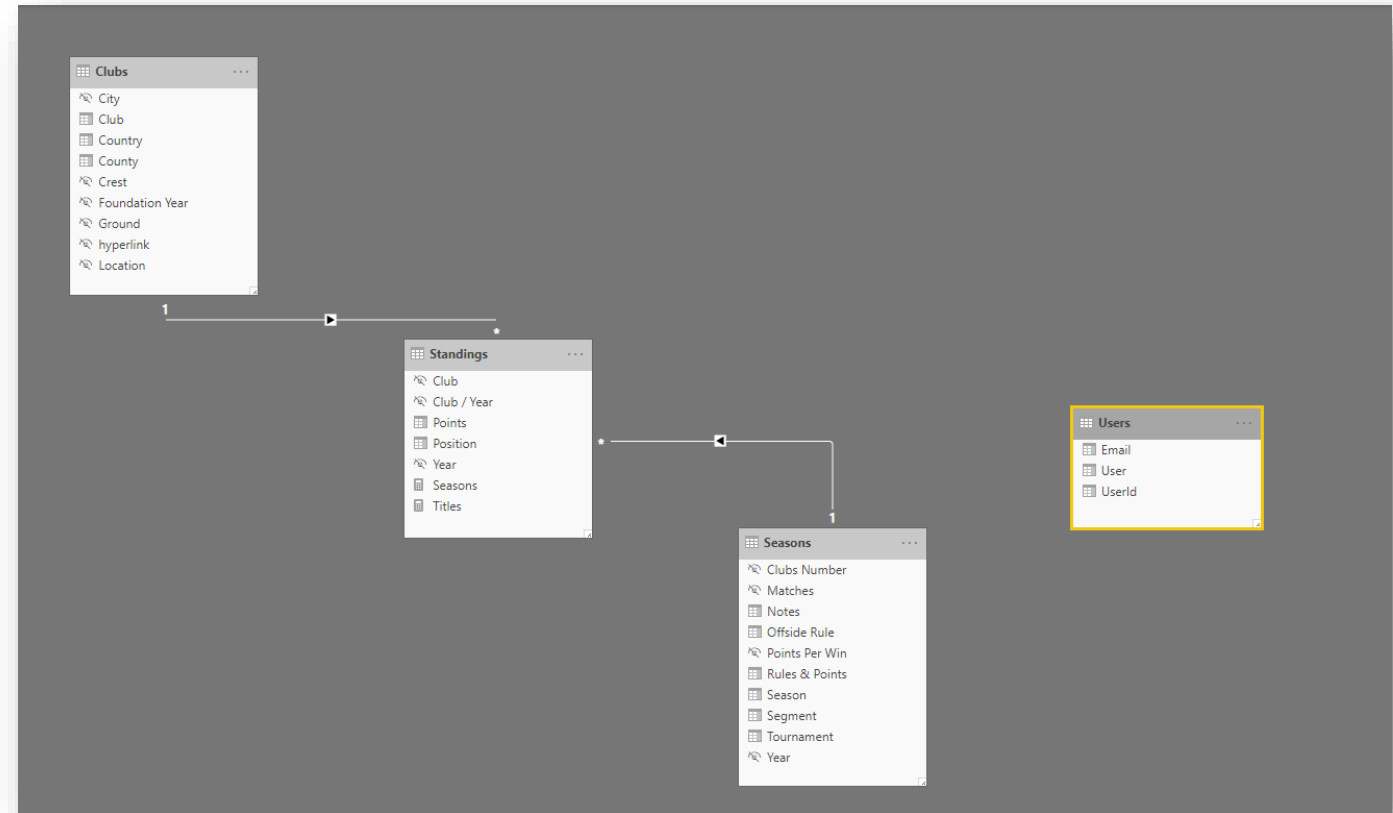 Clubs
City
Club
Country
County
Crest
Foundation Year
Ground
hyperlink
Location
1
*
Standings
Club
Club / Year
Points
Position
Year
Seasons
Titles
*
1
Seasons
Clubs Number
Matches
Notes
Offside Rule
Points Per Win
Rules & Points
Season
Segment
Tournament
Year
Users
Email
User
UserId